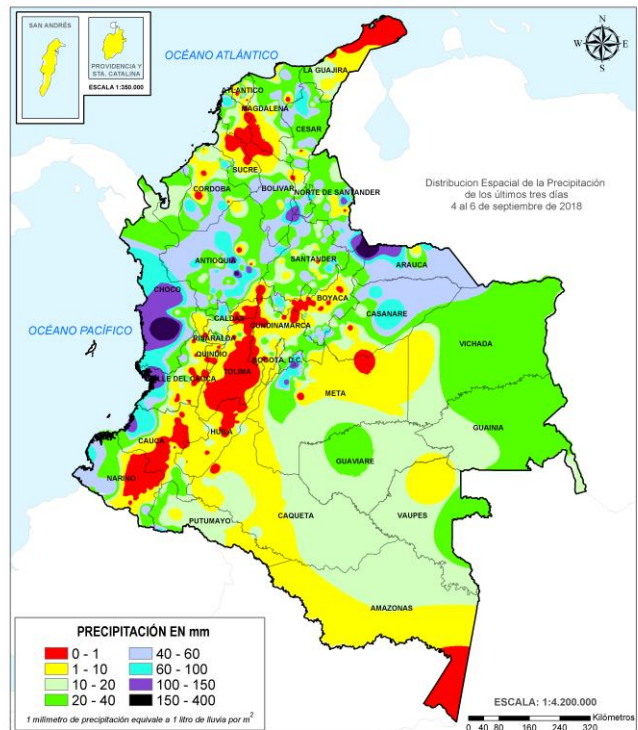 SAN ANDRÉS
PROVIDENCIA Y
STA. CATALINA
ESCALA 1:350.000
OCÉANO ATLÁNTICO
N
W
E
S
LA GUAJIRA
ATLANTICO
MAGDALENA
CESAR
SUCRE
CORDOBA
BOLIVAR
NORTE DE SANTANDER
Distribucion Espacial de la Precipitación
de los últimos tres días
4 al 6 de septiembre de 2018
ANTIOQUIA
SANTANDER
ARAUCA
CHOCO
BOYACA
CASANARE
OCÉANO PACÍFICO
CALDAS
CUNDINAMARCA
RISARALDA
VICHADA
QUINDIO
BOGOTA, D.C.
TOLIMA
VALLE DEL CAUCA
META
GUAINIA
HUILA
CAUCA
GUAVIARE
NARIÑO
PUTUMAYO
CAQUETA
VAUPES
AMAZONAS
PRECIPITACIÓN EN mm
0 - 1 40 - 60
1 - 10 60 - 100
10 - 20 100 - 150
20 - 40 150 - 400
1 milímetro de precipitación equivale a 1 litro de lluvia por m²
ESCALA: 1:4.200.000
Kilómetros
0 40 80 160 240 320